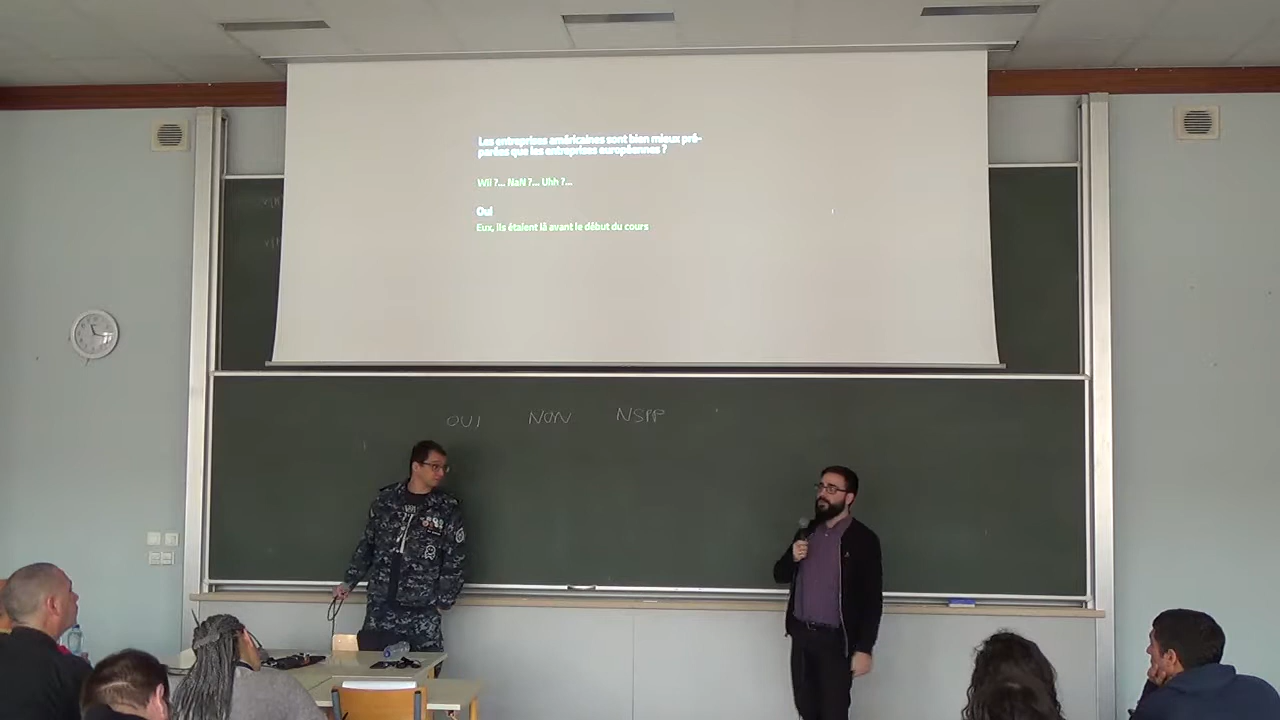 Les entreprises américaines sont bien mieux pré-
parées que les entreprises européennes ?
Wii ?... NaN ?... Uhh ?...
Oui
Eux, ils étaient là avant le début du cours
OUI NON NSPP